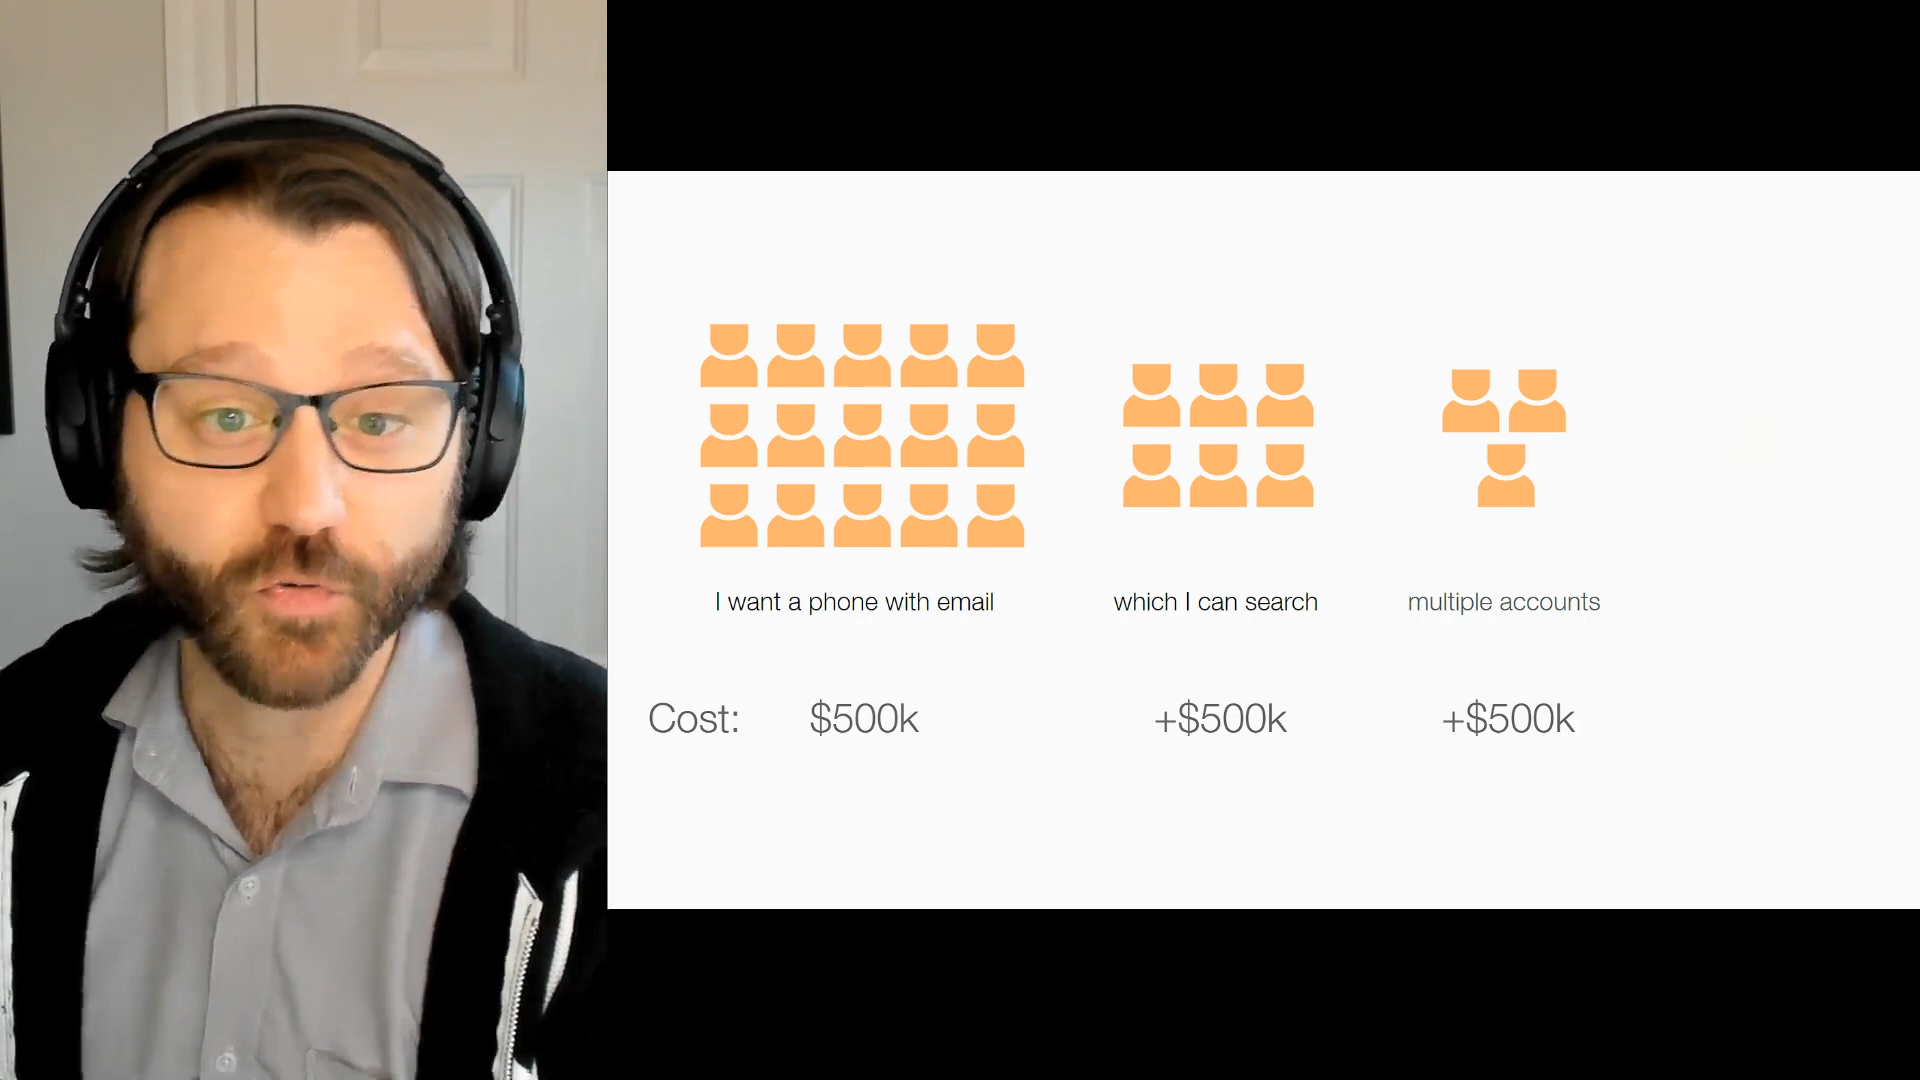 I want a phone with email
which I can search
multiple accounts
Cost: $500k +$500k +$500k